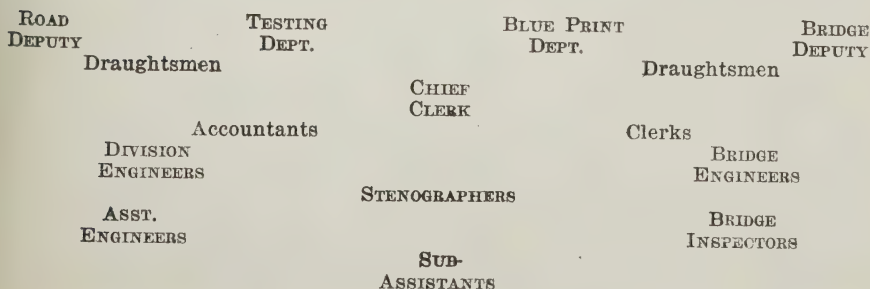 ROAD DEPUTY
TESTING DEPT.
BLUE PRINT DEPT.
BRIDGE DEPUTY
Draughtsmen
Draughtsmen
CHIEF CLERK
Accountants
Clerks
DIVISION ENGINEERS
BRIDGE ENGINEERS
STENOGRAPHERS
ASST. ENGINEERS
BRIDGE INSPECTORS
SUB-
ASSISTANTS